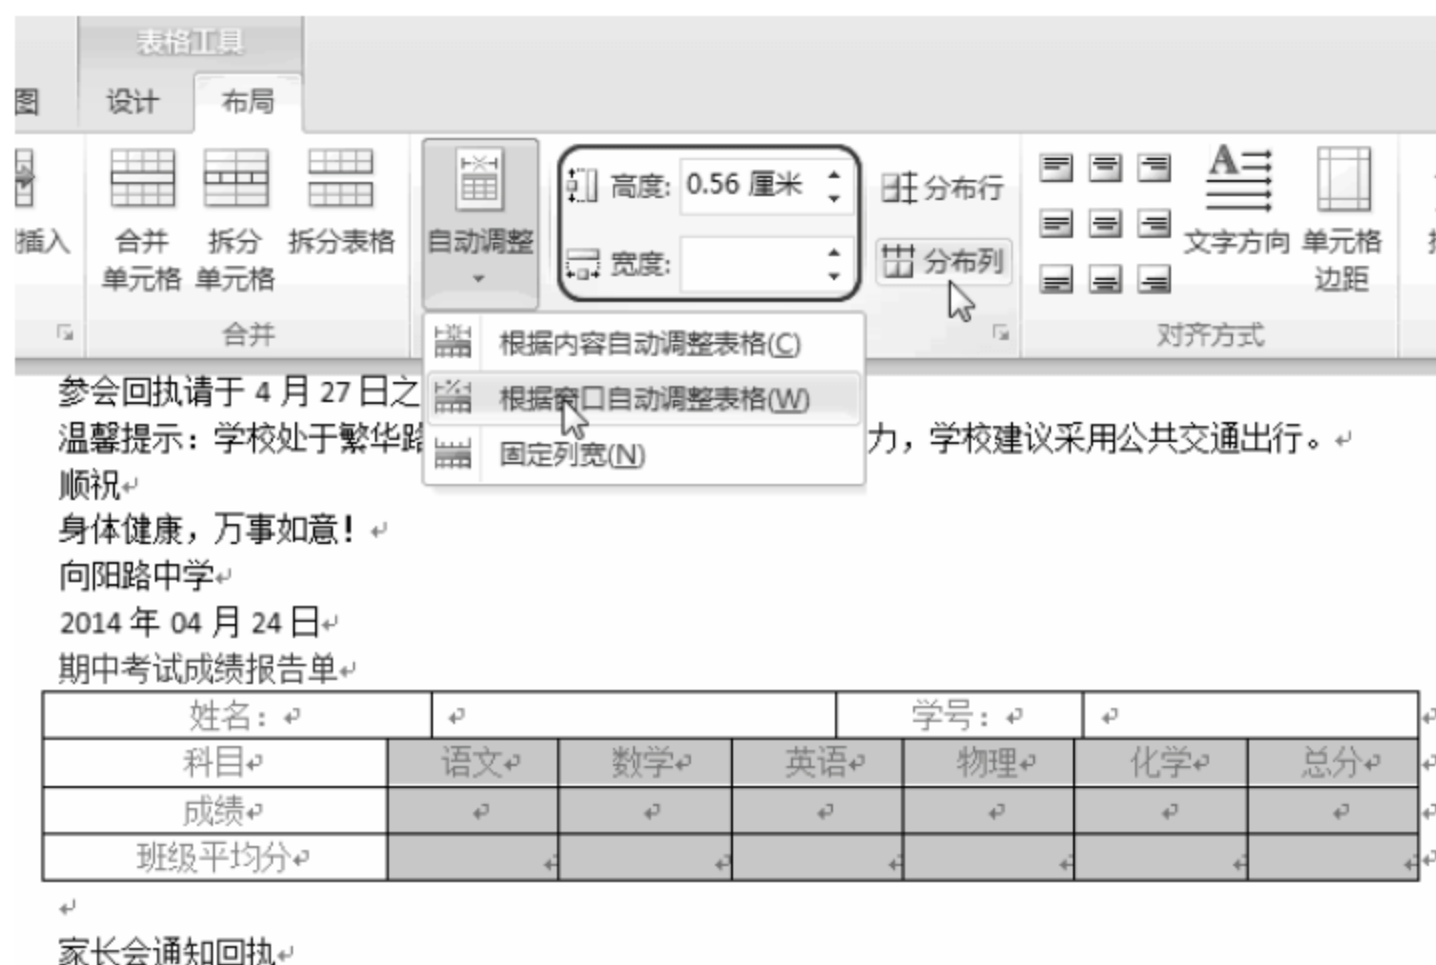 表格工具
图 设计 布局
插入 合并单元格 拆分单元格 拆分表格 自动调整 高度: 0.56 厘米 分布行 文字方向 单元格边距
宽度: 分布列
合并 对齐方式
根据内容自动调整表格(C)
根据窗口自动调整表格(W)
固定列宽(N)
参会回执请于 4 月 27 日之
温馨提示：学校处于繁华路 力，学校建议采用公共交通出行。
顺祝
身体健康，万事如意！
向阳路中学
2014 年 04 月 24 日
期中考试成绩报告单
姓名： 学号：
科目 语文 数学 英语 物理 化学 总分
成绩
班级平均分
家长会通知回执